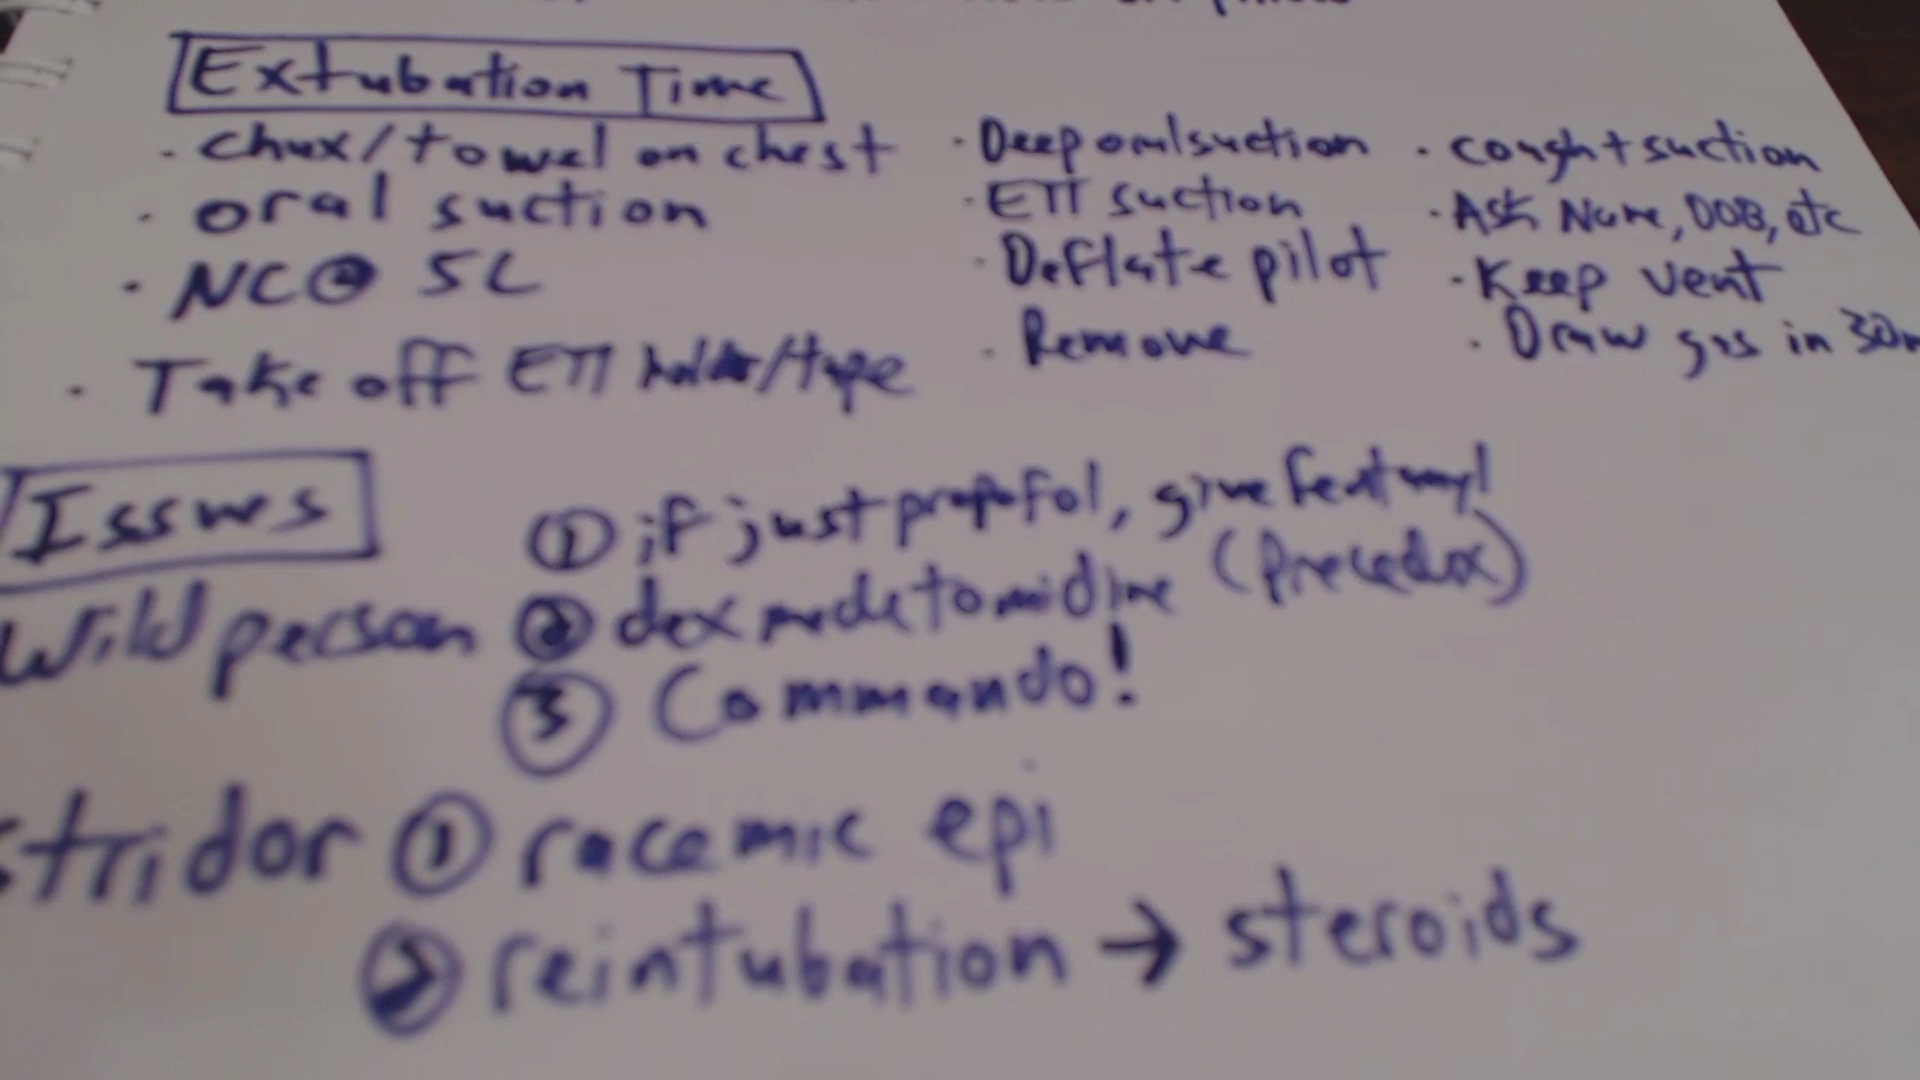 Extubation Time
· Chux/towel on chest
· oral suction
· NC@ 5L
· Take off ETT holder/tape
· Deep oral suction
· ETT suction
· Deflate pilot
· Remove
· cough + suction
· Ask Name, DOB, etc
· Keep vent
· Draw gas in 30m
Issues
Wild person ① if just propofol, give fentanyl
② dexmedetomidine (Precedex)
③ Commando!
stridor ① racemic epi
② reintubation → steroids